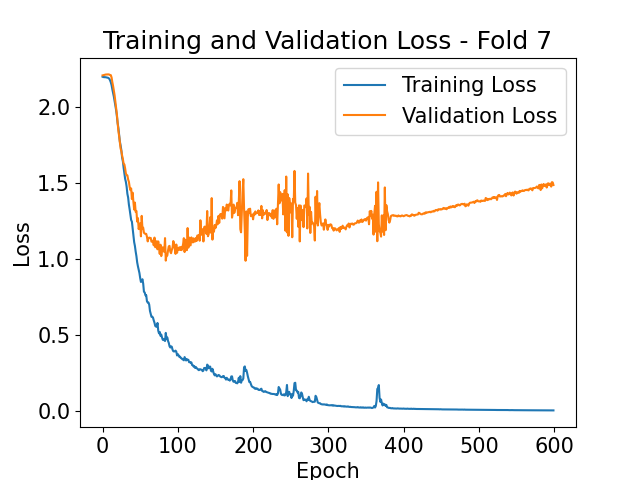 Training and Validation Loss - Fold 7
Training Loss
Validation Loss
Loss
2.0
1.5
1.0
0.5
0.0
0 100 200 300 400 500 600
Epoch